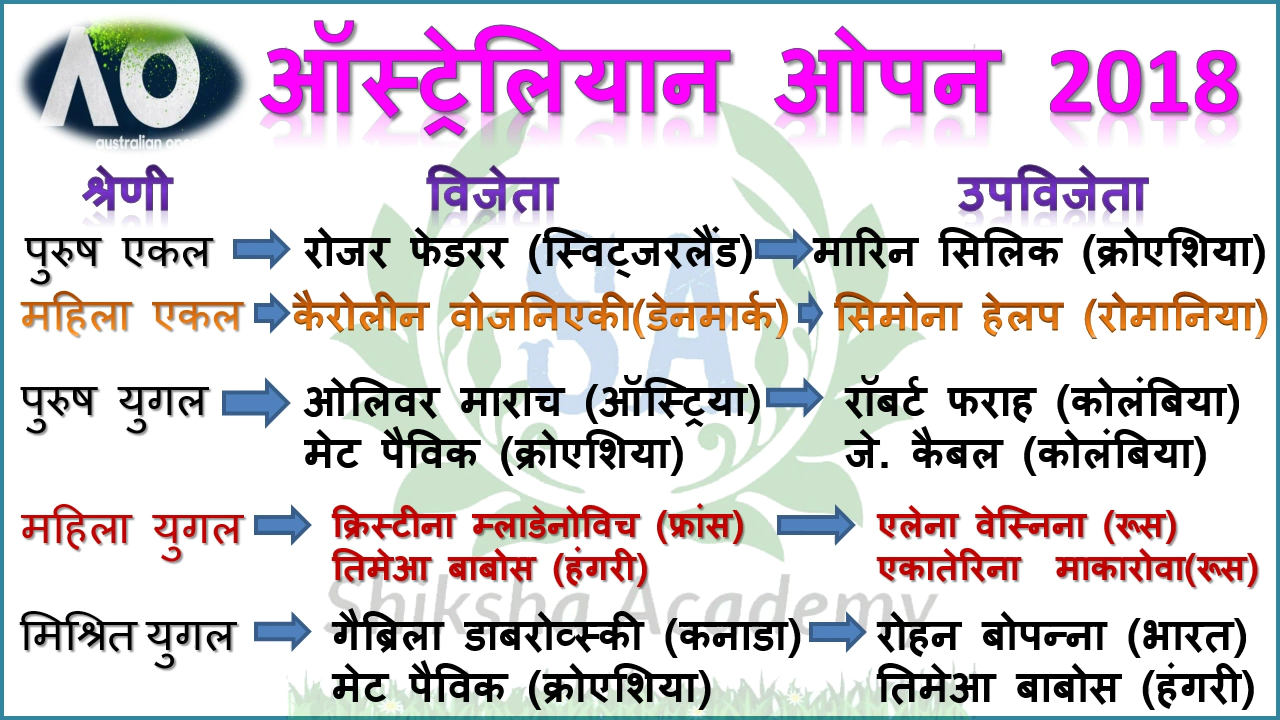 AO
australian open
ऑस्ट्रेलियान ओपन 2018
श्रेणी विजेता उपविजेता
पुरुष एकल रोजर फेडरर (स्विट्जरलैंड) मारिन सिलिक (क्रोएशिया)
महिला एकल कैरोलीन वोजनिएकी(डेनमार्क) सिमोना हेलप (रोमानिया)
पुरुष युगल ओलिवर माराच (ऑस्ट्रिया) रॉबर्ट फराह (कोलंबिया)
मेट पैविक (क्रोएशिया) जे. कैबल (कोलंबिया)
महिला युगल क्रिस्टीना म्लाडेनोविच (फ्रांस) एलेना वेस्निना (रूस)
तिमेआ बाबोस (हंगरी) एकातेरिना माकारोवा(रूस)
मिश्रित युगल गैब्रिला डाबरोव्स्की (कनाडा) रोहन बोपन्ना (भारत)
मेट पैविक (क्रोएशिया) तिमेआ बाबोस (हंगरी)
SA
Shiksha Academy